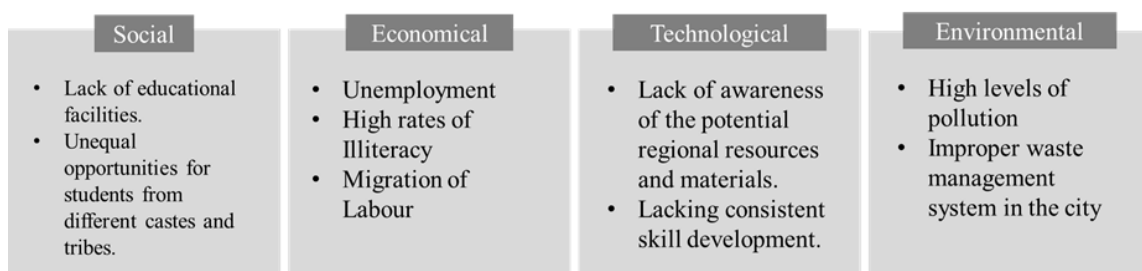 Social
• Lack of educational
facilities.
• Unequal
opportunities for
students from
different castes and
tribes.
Economical
• Unemployment
• High rates of
Illiteracy
• Migration of
Labour
Technological
• Lack of awareness
of the potential
regional resources
and materials.
• Lacking consistent
skill development.
Environmental
• High levels of
pollution
• Improper waste
management
system in the city